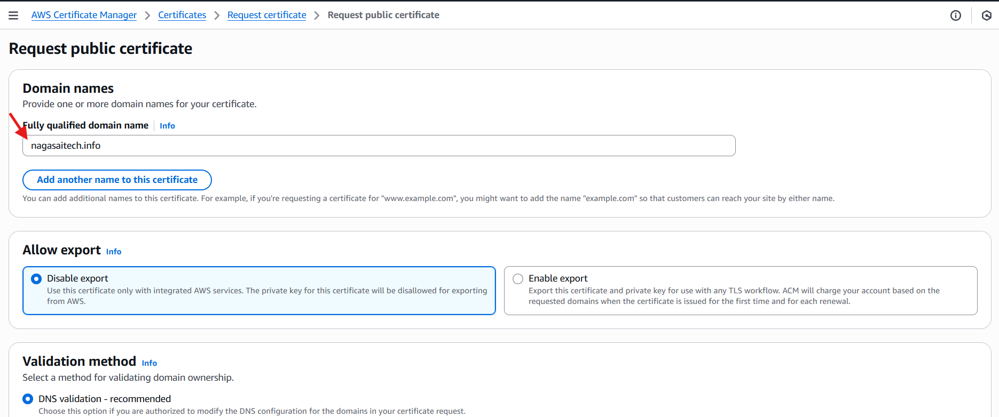 AWS Certificate Manager > Certificates > Request certificate > Request public certificate
Request public certificate
Domain names
Provide one or more domain names for your certificate.
Fully qualified domain name | Info
nagasaitech.info
Add another name to this certificate
You can add additional names to this certificate. For example, if you're requesting a certificate for "www.example.com", you might want to add the name "example.com" so that customers can reach your site by either name.
Allow export Info
Disable export
Use this certificate only with integrated AWS services. The private key for this certificate will be disallowed for exporting
from AWS.
Enable export
Export this certificate and private key for use with any TLS workflow. ACM will charge your account based on the
requested domains when the certificate is issued for the first time and for each renewal.
Validation method Info
Select a method for validating domain ownership.
DNS validation - recommended
Choose this option if you are authorized to modify the DNS configuration for the domains in your certificate request.